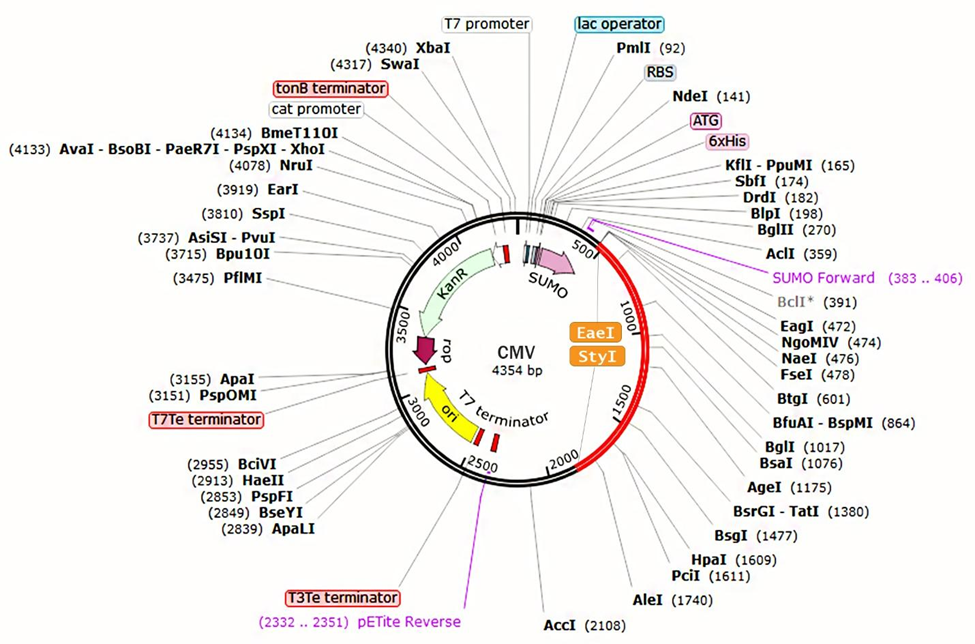 T7 promoter
lac operator
(4340) XbaI
PmlI (92)
(4317) SwaI
RBS
tonB terminator
NdeI (141)
cat promoter
ATG
(4134) BmeT110I
6xHis
(4133) AvaI - BsoBI - PaeR7I - PspXI - XhoI
(4078) NruI
KflI - PpuMI (165)
SbfI (174)
(3919) EarI
DrdI (182)
(3810) SspI
BlpI (198)
BglII (270)
(3737) AsiSI - PvuI
(3715) Bpu10I
AclI (359)
(3475) PflMI
SUMO Forward (383 .. 406)
BclI* (391)
EagI (472)
NgoMIV (474)
NaeI (476)
FseI (478)
(3155) ApaI
(3151) PspOMI
BtgI (601)
T7Te terminator
BfuAI - BspMI (864)
BglI (1017)
(2955) BciVI
BsaI (1076)
(2913) HaeII
AgeI (1175)
(2853) PspFI
(2849) BseYI
BsrGI - TatI (1380)
(2839) ApaLI
BsgI (1477)
HpaI (1609)
PciI (1611)
T3Te terminator
AleI (1740)
(2332 .. 2351) pETite Reverse
AccI (2108)
500
1000
1500
2000
2500
3000
3500
4000
SUMO
KanR
rop
ori
T7 terminator
EaeI
StyI
CMV
4354 bp